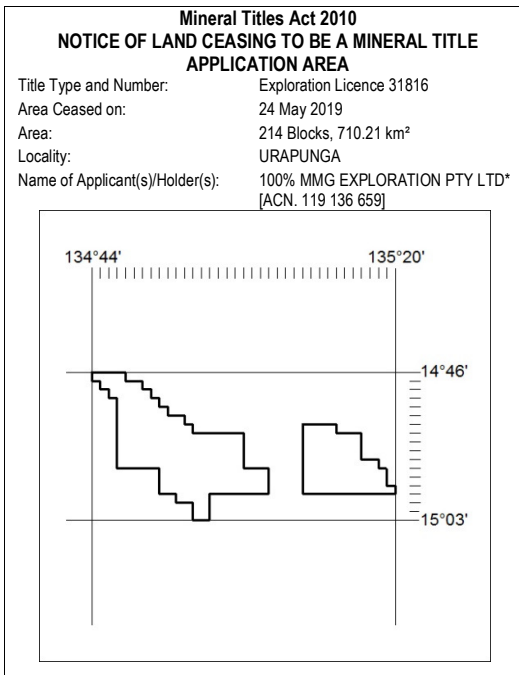 Mineral Titles Act 2010
NOTICE OF LAND CEASING TO BE A MINERAL TITLE
APPLICATION AREA
Title Type and Number: Exploration Licence 31816
Area Ceased on: 24 May 2019
Area: 214 Blocks, 710.21 km²
Locality: URAPUNGA
Name of Applicant(s)/Holder(s): 100% MMG EXPLORATION PTY LTD*
[ACN. 119 136 659]
134°44' 135°20'
14°46'
15°03'